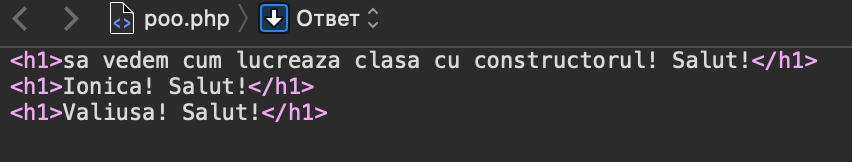 poo.php Ответ
<h1>sa vedem cum lucreaza clasa cu constructorul! Salut!</h1>
<h1>Ionica! Salut!</h1>
<h1>Valiusa! Salut!</h1>